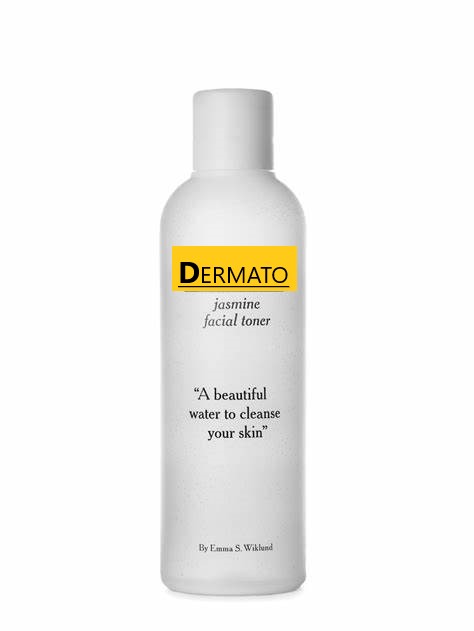 DERMATO
jasmine
facial toner
“A beautiful
water to cleanse
your skin”
By Emma S. Wiklund